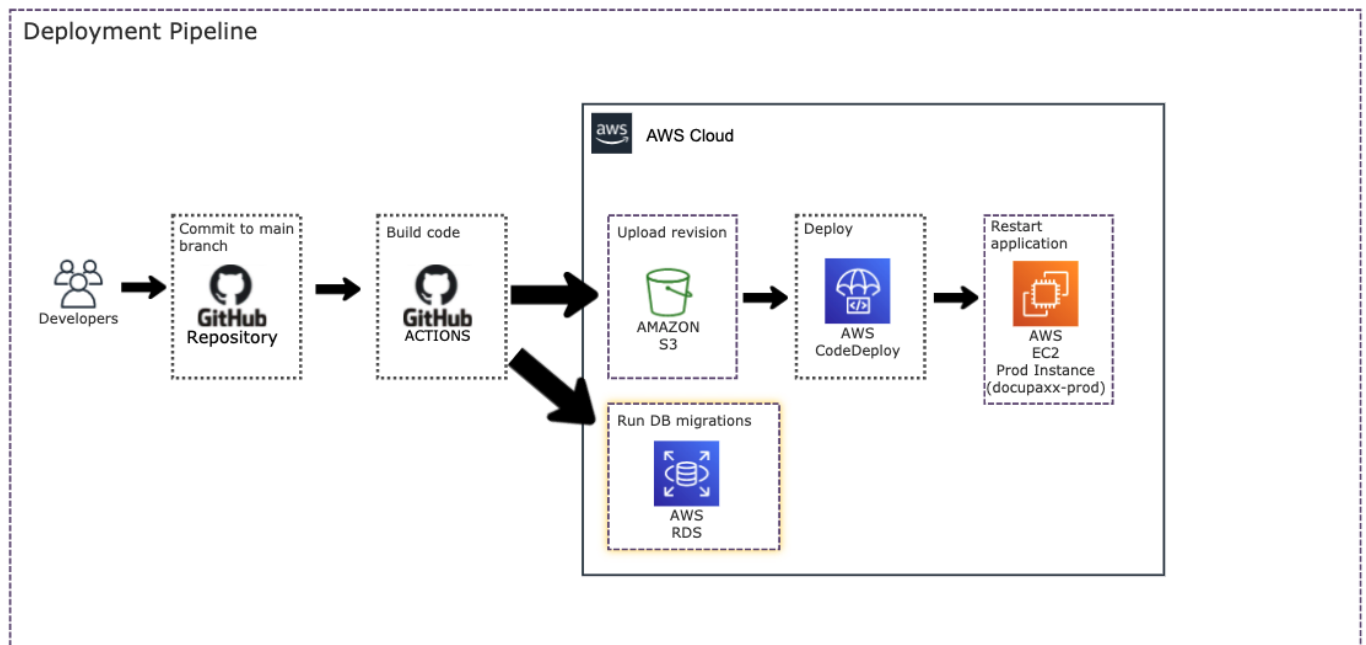 Deployment Pipeline
aws
AWS Cloud
Commit to main
branch
GitHub
Repository
Build code
GitHub
ACTIONS
Upload revision
AMAZON
S3
Deploy
</>
AWS
CodeDeploy
Restart
application
AWS
EC2
Prod Instance
(docupaxx-prod)
Developers
Run DB migrations
AWS
RDS